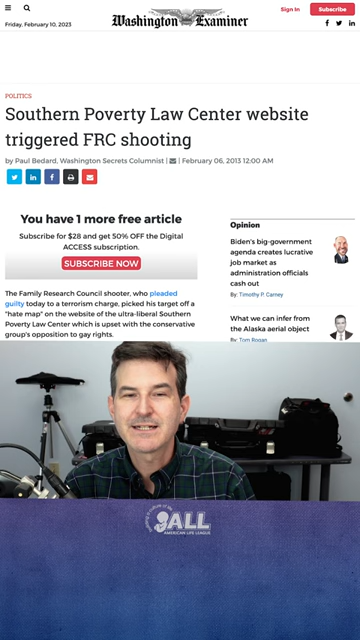 Sign In
Subscribe
Friday, February 10, 2023
Washington Examiner
POLITICS
Southern Poverty Law Center website
triggered FRC shooting
by Paul Bedard, Washington Secrets Columnist | | February 06, 2013 12:00 AM
You have 1 more free article
Subscribe for $28 and get 50% OFF the Digital
ACCESS subscription.
SUBSCRIBE NOW
The Family Research Council shooter, who pleaded
guilty today to a terrorism charge, picked his target off a
"hate map" on the website of the ultra-liberal Southern
Poverty Law Center which is upset with the conservative
group's opposition to gay rights.
Opinion
Biden's big-government
agenda creates lucrative
job market as
administration officials
cash out
By: Timothy P. Carney
What we can infer from
the Alaska aerial object
By: Tom Rogan
ALL
AMERICAN LIFE LEAGUE